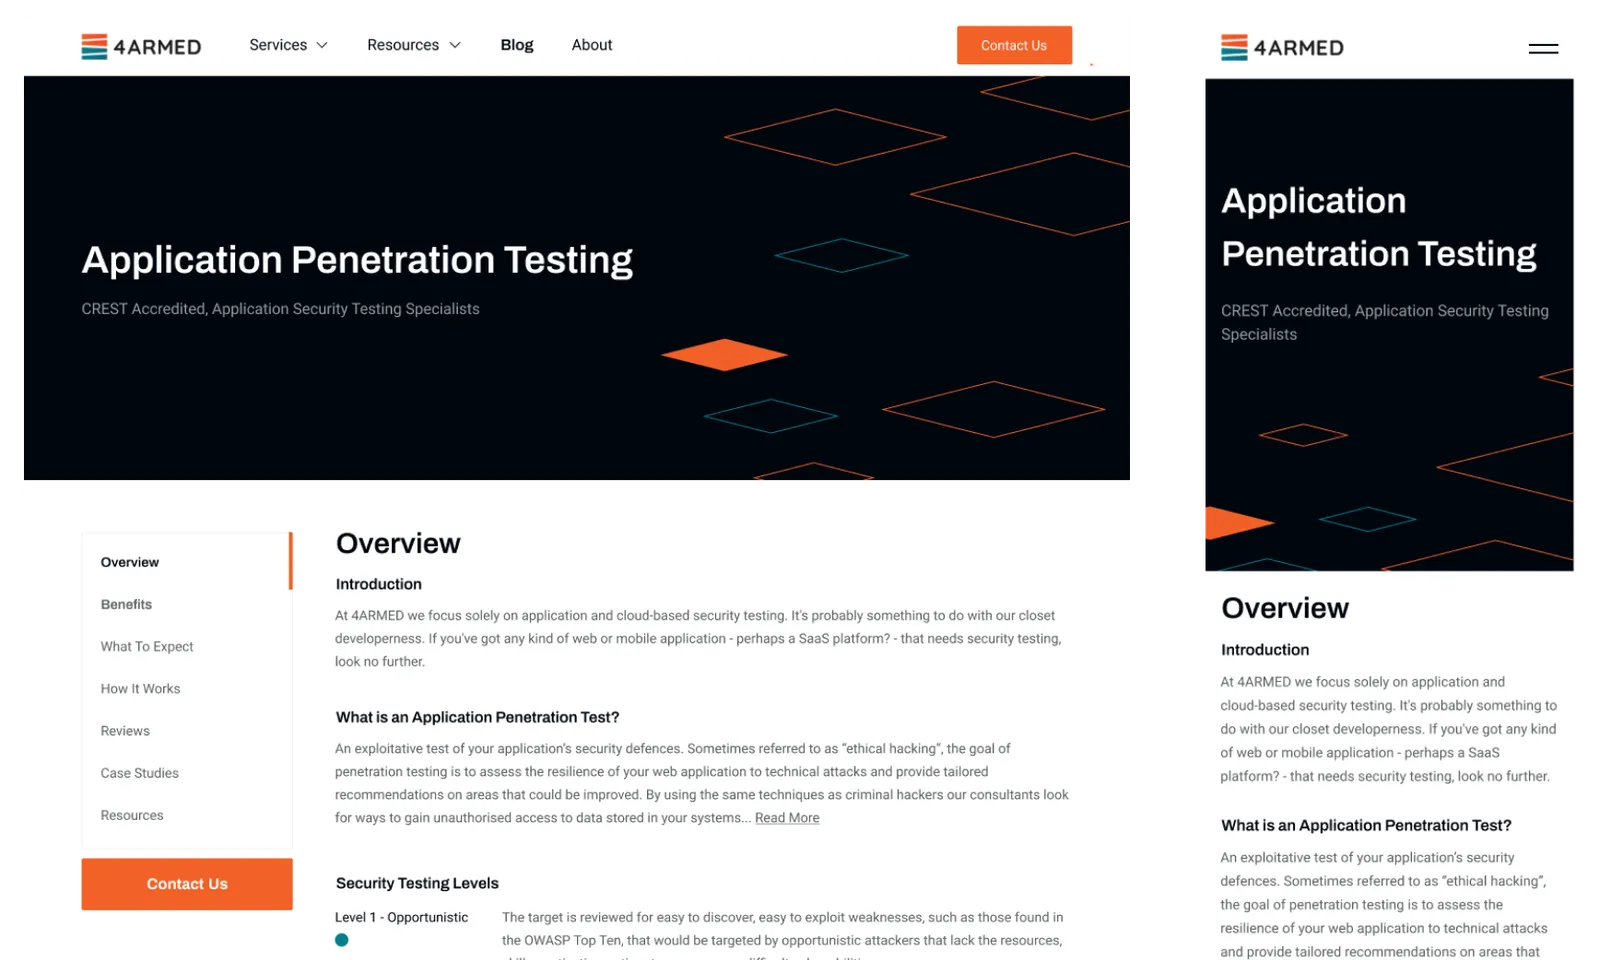 4ARMED
Services
Resources
Blog
About
Contact Us
Application Penetration Testing
CREST Accredited, Application Security Testing Specialists
Overview
Benefits
What To Expect
How It Works
Reviews
Case Studies
Resources
Contact Us
Overview
Introduction
At 4ARMED we focus solely on application and cloud-based security testing. It's probably something to do with our closet
developerness. If you've got any kind of web or mobile application - perhaps a SaaS platform? - that needs security testing,
look no further.
What is an Application Penetration Test?
An exploitative test of your application’s security defences. Sometimes referred to as “ethical hacking”, the goal of
penetration testing is to assess the resilience of your web application to technical attacks and provide tailored
recommendations on areas that could be improved. By using the same techniques as criminal hackers our consultants look
for ways to gain unauthorised access to data stored in your systems... Read More
Security Testing Levels
Level 1 - Opportunistic
The target is reviewed for easy to discover, easy to exploit weaknesses, such as those found in
the OWASP Top Ten, that would be targeted by opportunistic attackers that lack the resources,
4ARMED
Application
Penetration Testing
CREST Accredited, Application Security Testing
Specialists
Overview
Introduction
At 4ARMED we focus solely on application and
cloud-based security testing. It's probably something to
do with our closet developerness. If you've got any kind
of web or mobile application - perhaps a SaaS
platform? - that needs security testing, look no further.
What is an Application Penetration Test?
An exploitative test of your application’s security
defences. Sometimes referred to as “ethical hacking”,
the goal of penetration testing is to assess the
resilience of your web application to technical attacks
and provide tailored recommendations on areas that